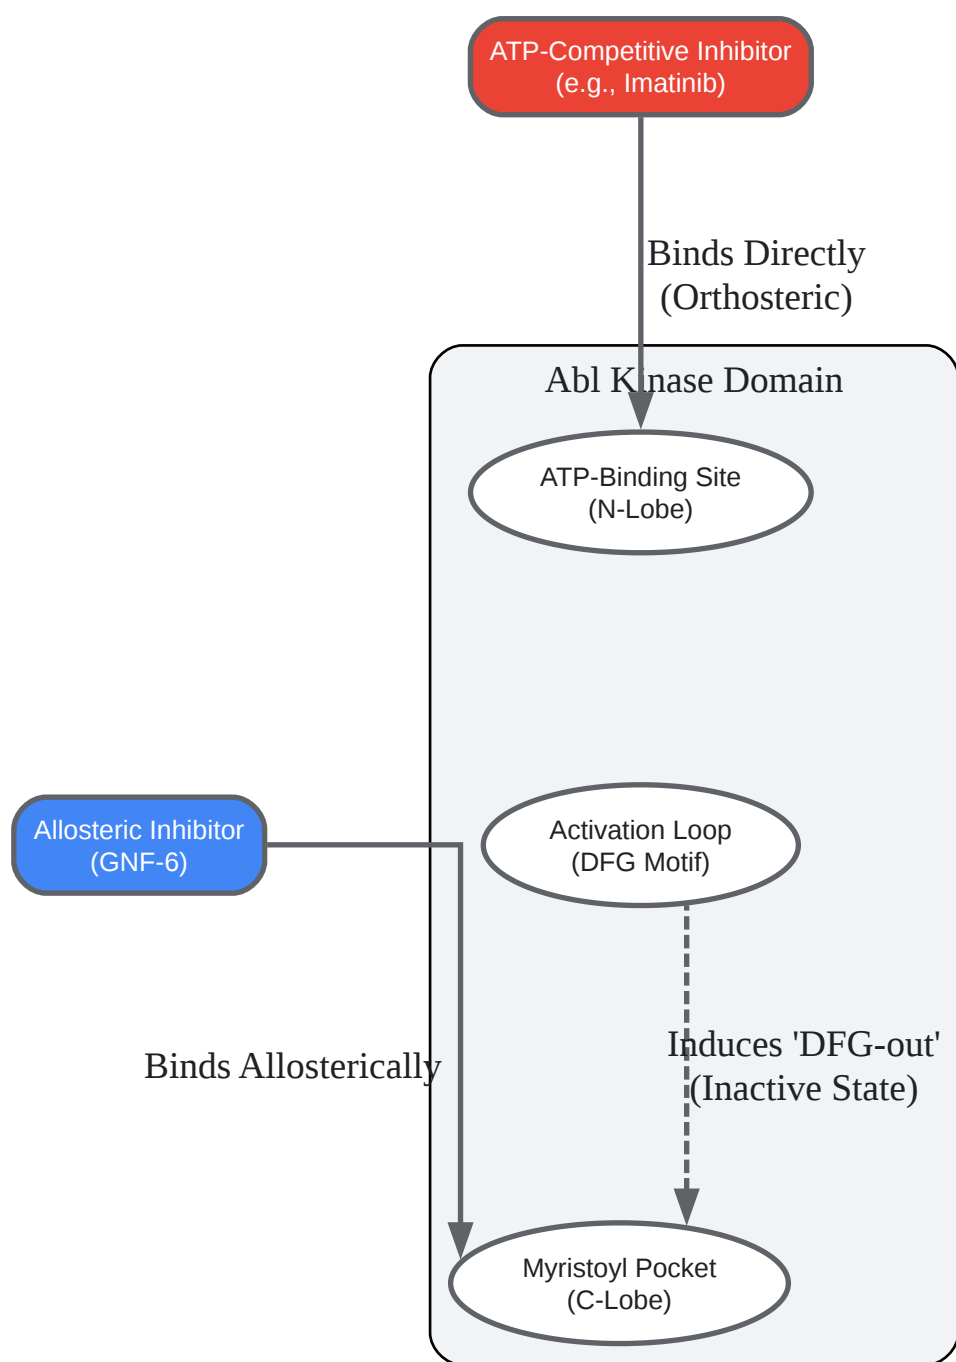 ATP-Competitive Inhibitor
(e.g., Imatinib)
Binds Directly
(Orthosteric)
Abl Kinase Domain
ATP-Binding Site
(N-Lobe)
Allosteric Inhibitor
(GNF-6)
Activation Loop
(DFG Motif)
Binds Allosterically
Induces 'DFG-out'
(Inactive State)
Myristoyl Pocket
(C-Lobe)